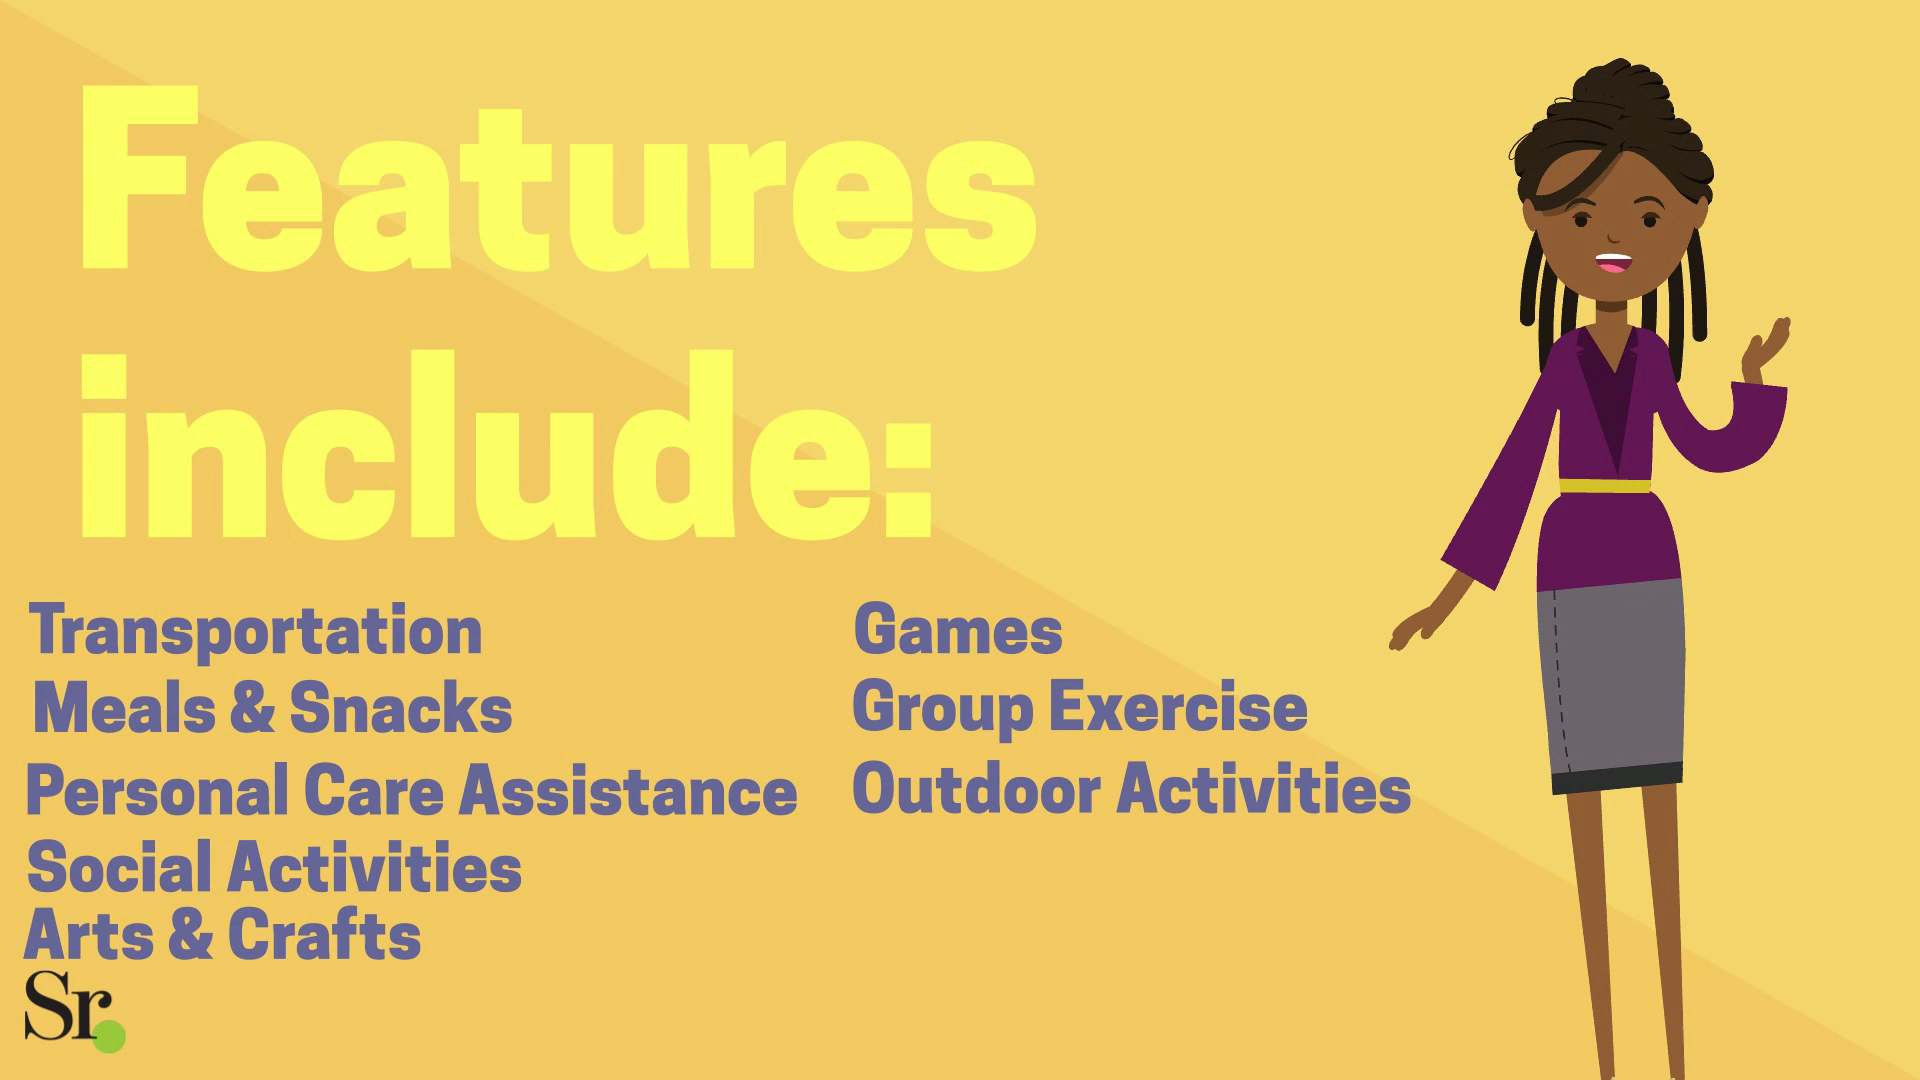 Features
include:
Transportation
Meals & Snacks
Personal Care Assistance
Social Activities
Arts & Crafts
Games
Group Exercise
Outdoor Activities
Sr.